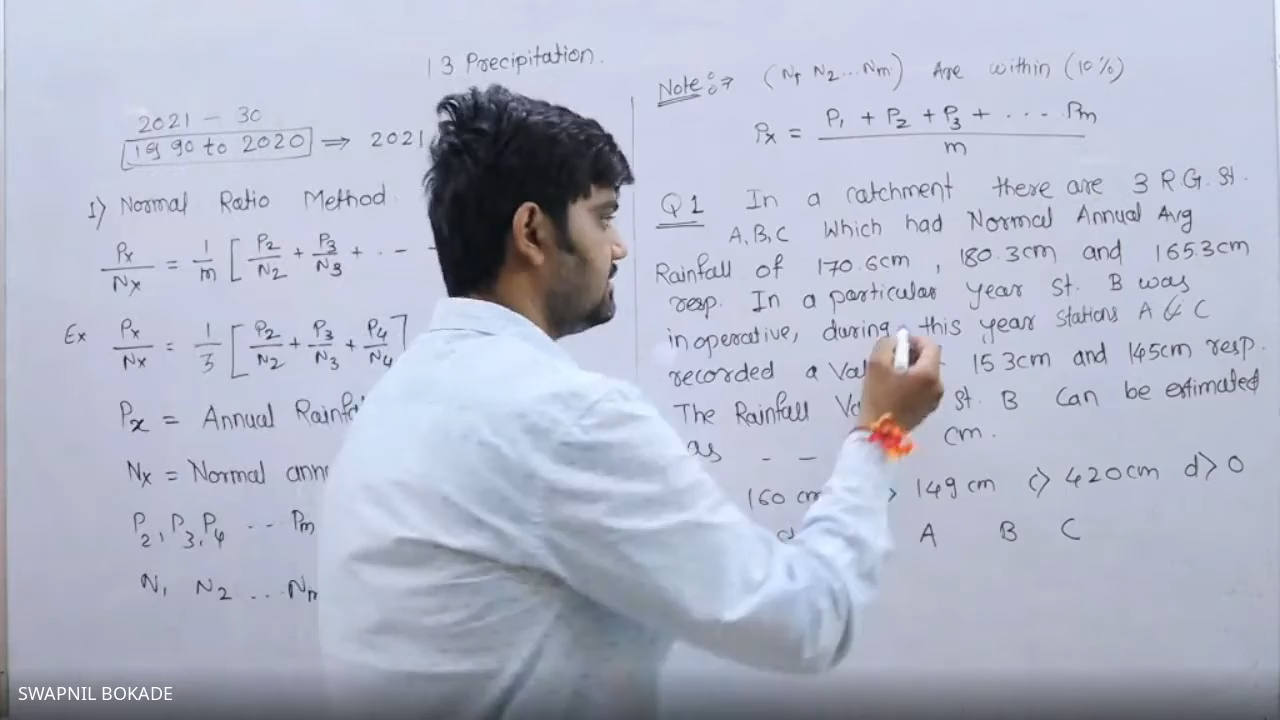 13 Precipitation.
2021 - 30
1990 to 2020 ⇒ 2021
1) Normal Ratio Method.
Px/Nx = 1/m [ P2/N2 + P3/N3 + . - -
Ex Px/Nx = 1/3 [ P2/N2 + P3/N3 + P4/N4 ]
Px = Annual
Nx = Normal
P2, P3, P4 -- Pm
N1 N2 ... Nm
Note :→ (N1 N2...Nm) Are within (10%)
Px = P1 + P2 + P3 + ... Pm / m
Q1 In a catchment there are 3 R.G. St.
A,B,C Which had Normal Annual Avg
Rainfall of 170.6cm , 180.3cm and 165.3cm
resp. In a particular year St. B was
inoperative, during this year Stations A & C
recorded a 153cm and 145cm resp.
The Rainfall St. B Can be estimated
as - - cm.
160 cm 149 cm c) 420cm d) 0
A B C
SWAPNIL BOKADE